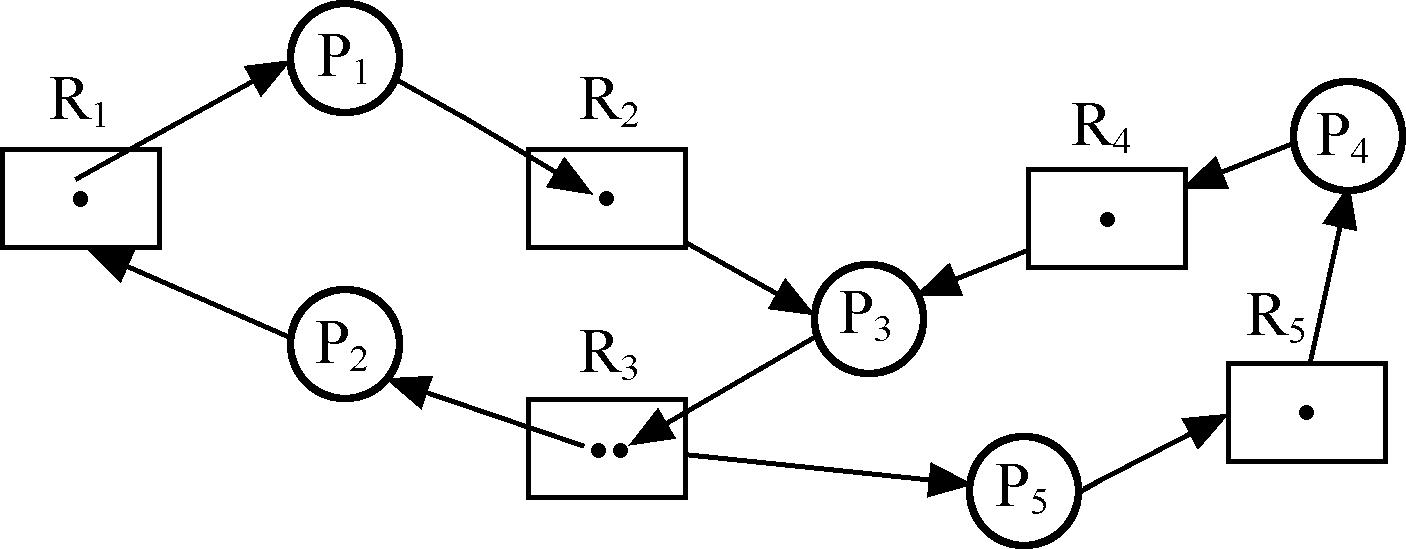 P₁
R₁
R₂
R₄
P₄
P₃
R₅
P₂
R₃
P₅